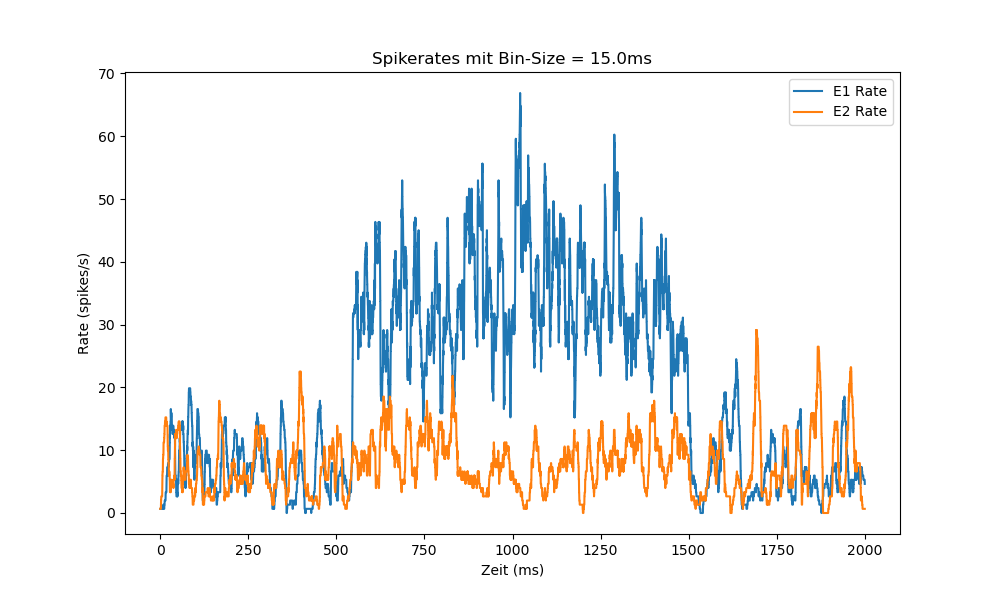 Spikerates mit Bin-Size = 15.0ms
E1 Rate
E2 Rate
Rate (spikes/s)
70
60
50
40
30
20
10
0
0 250 500 750 1000 1250 1500 1750 2000
Zeit (ms)